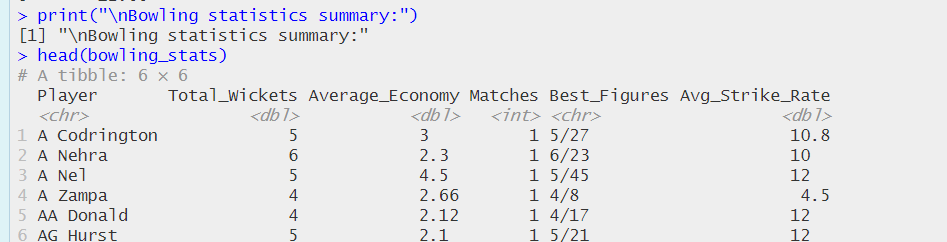 > print("\nBowling statistics summary:")
[1] "\nBowling statistics summary:"
> head(bowling_stats)
# A tibble: 6 × 6
  Player       Total_Wickets Average_Economy Matches Best_Figures Avg_Strike_Rate
  <chr>                <dbl>           <dbl>   <int> <chr>                  <dbl>
1 A Codrington             5            3          1 5/27                    10.8
2 A Nehra                  6            2.3        1 6/23                    10
3 A Nel                    5            4.5        1 5/45                    12
4 A Zampa                  4            2.66       1 4/8                      4.5
5 AA Donald                4            2.12       1 4/17                    12
6 AG Hurst                 5            2.1        1 5/21                    12